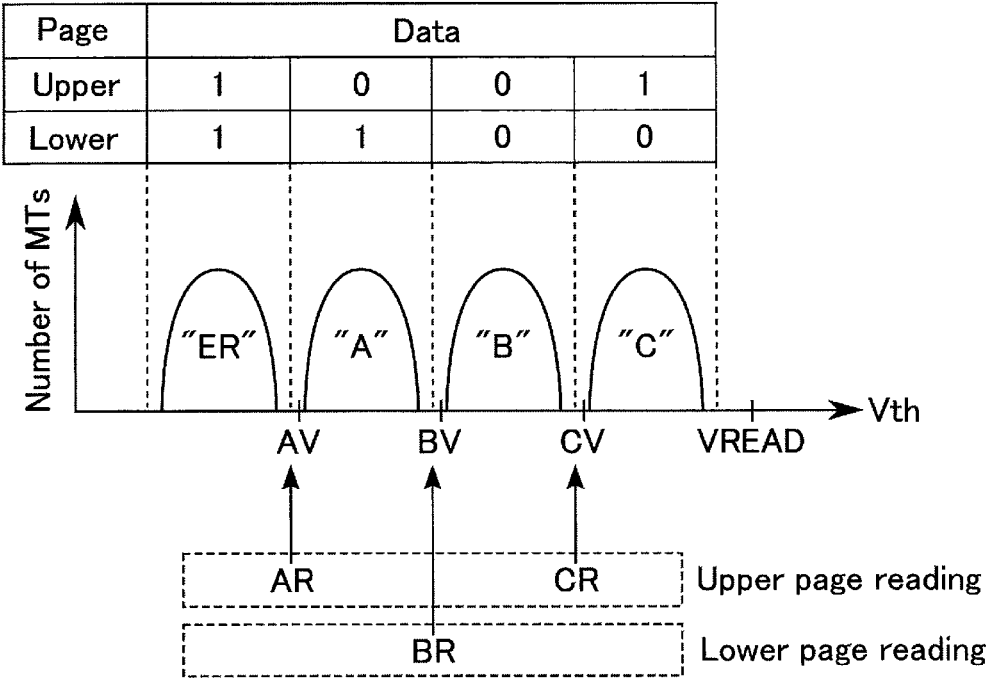 Page Data
Upper 1 0 0 1
Lower 1 1 0 0
Number of MTs
"ER" "A" "B" "C"
Vth
AV BV CV VREAD
AR CR Upper page reading
BR Lower page reading